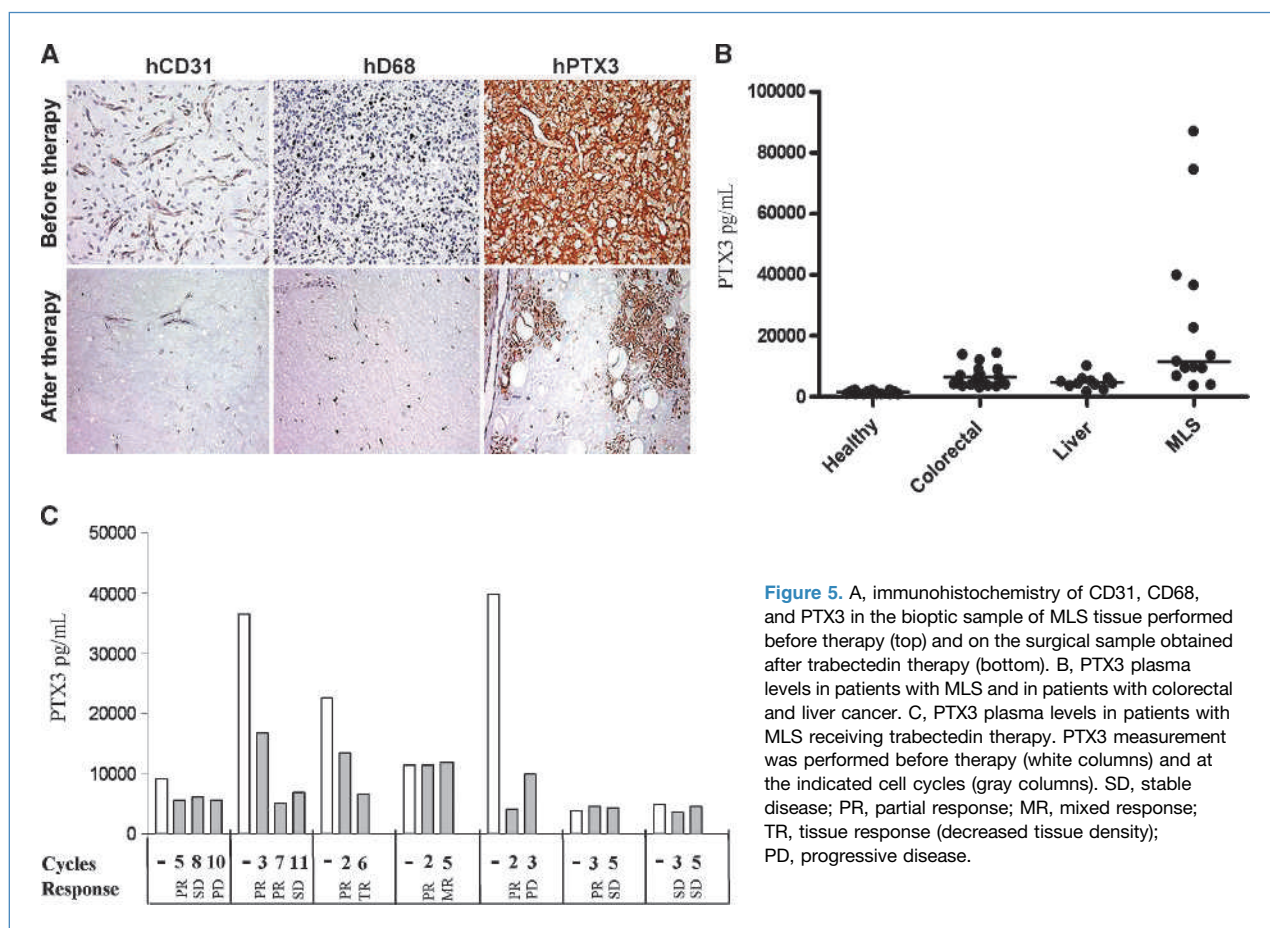 A
hCD31 hD68 hPTX3
Before therapy
After therapy
B
PTX3 pg/mL
100000
80000
60000
40000
20000
0
Healthy Colorectal Liver MLS
C
PTX3 pg/mL
50000
40000
30000
20000
10000
0
Cycles - 5 8 10 - 3 7 11 - 2 6 - 2 5 - 2 3 - 3 5 - 3 5
Response PR SD PD PR PR SD PR TR PR MR PR PD PR SD SD SD
Figure 5. A, immunohistochemistry of CD31, CD68,
and PTX3 in the bioptic sample of MLS tissue performed
before therapy (top) and on the surgical sample obtained
after trabectedin therapy (bottom). B, PTX3 plasma
levels in patients with MLS and in patients with colorectal
and liver cancer. C, PTX3 plasma levels in patients with
MLS receiving trabectedin therapy. PTX3 measurement
was performed before therapy (white columns) and at
the indicated cell cycles (gray columns). SD, stable
disease; PR, partial response; MR, mixed response;
TR, tissue response (decreased tissue density);
PD, progressive disease.